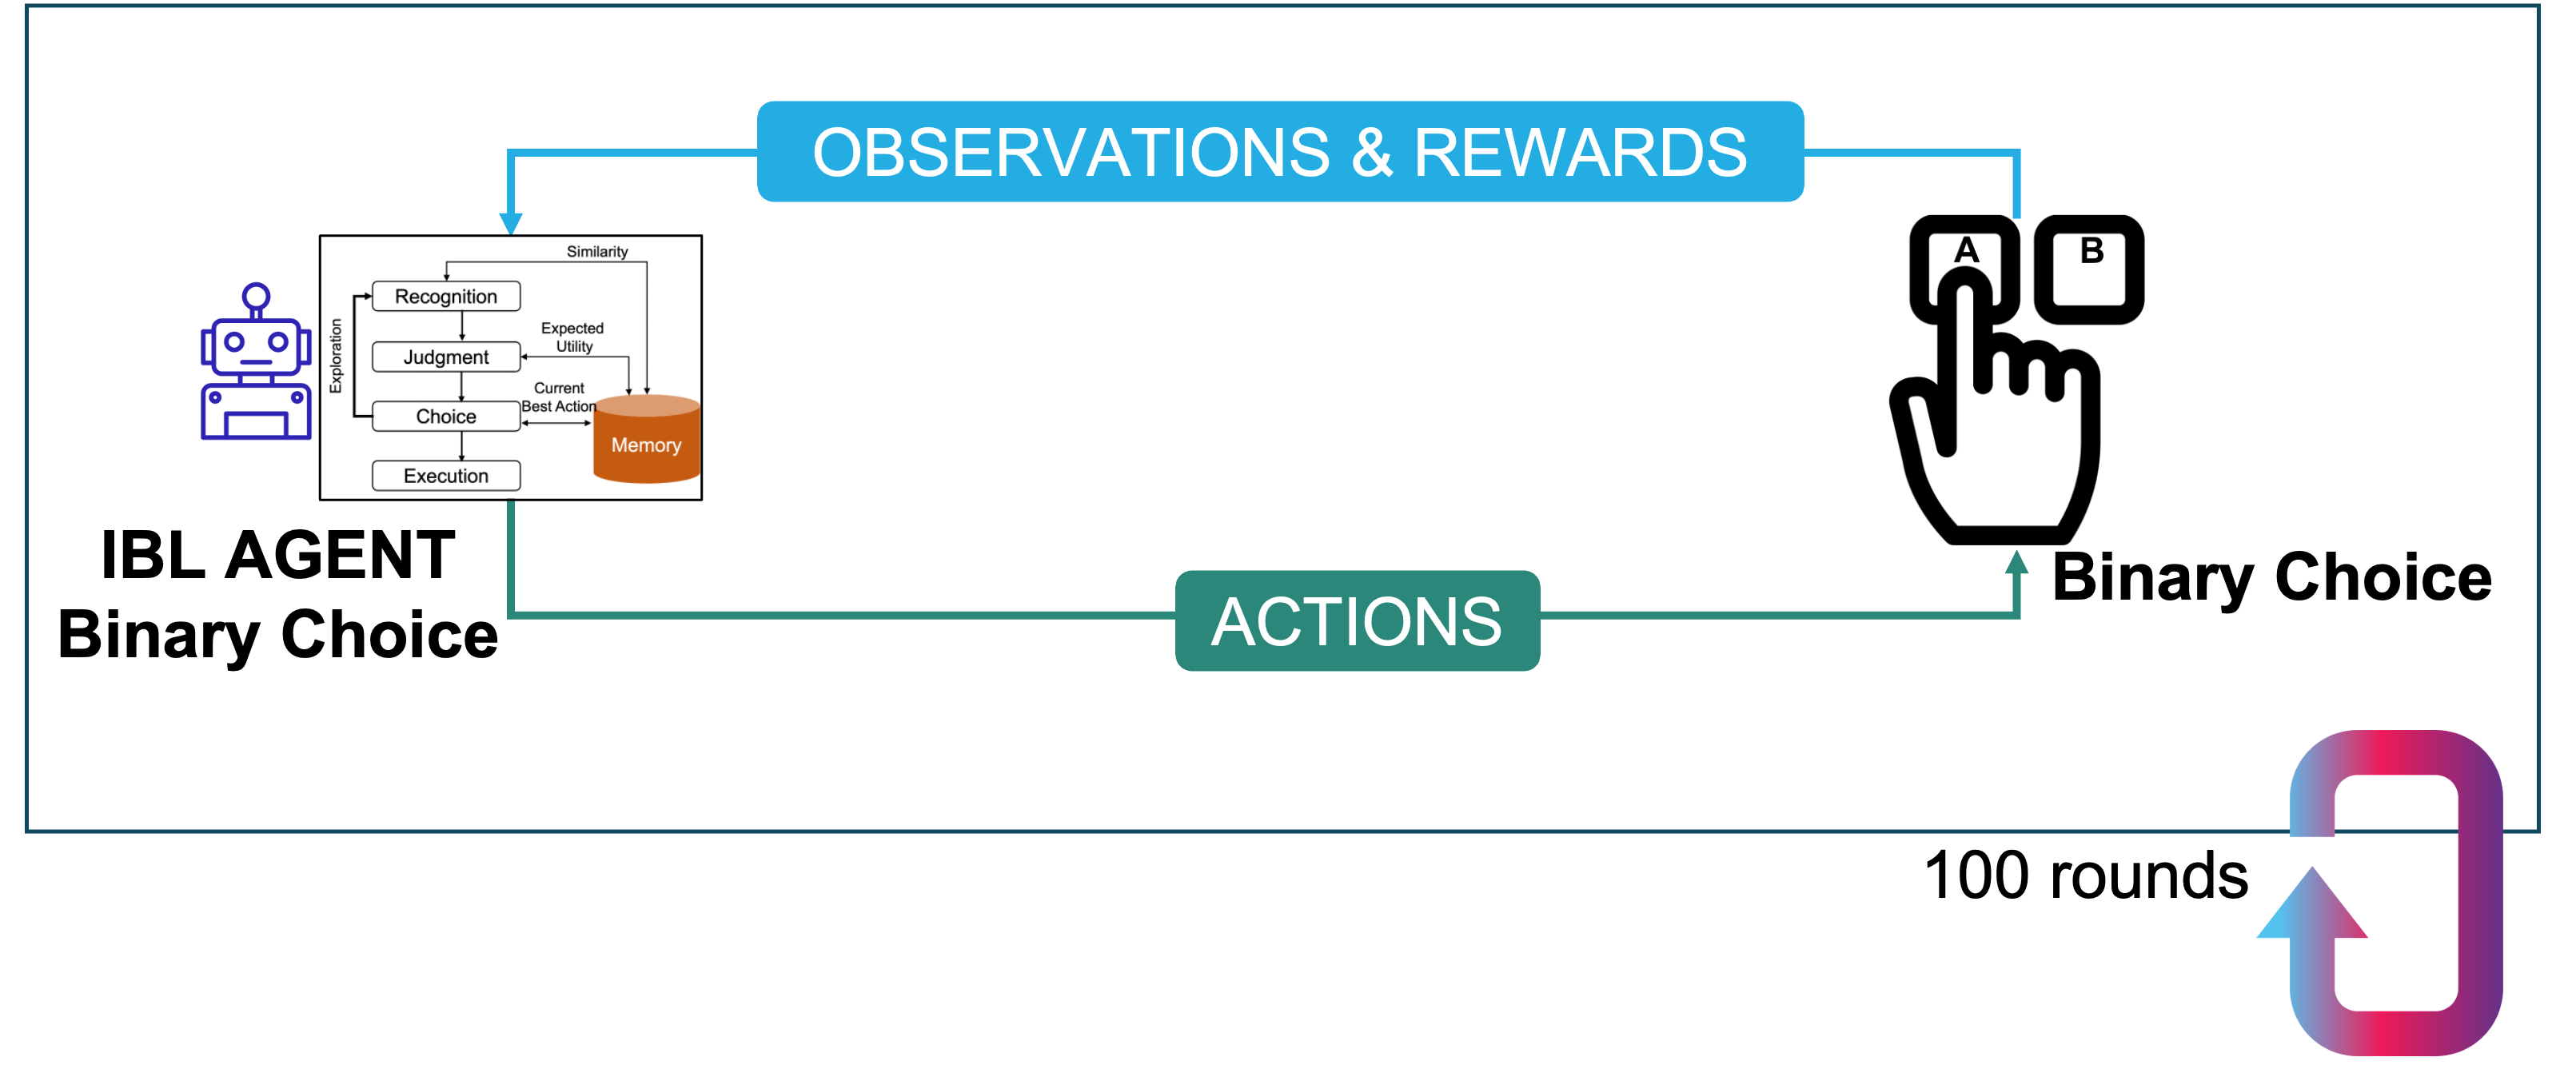 OBSERVATIONS & REWARDS
A
B
Similarity
Recognition
Exploration
Expected
Utility
Judgment
Current
Best Action
Choice
Memory
Execution
IBL AGENT
Binary Choice
ACTIONS
Binary Choice
100 rounds